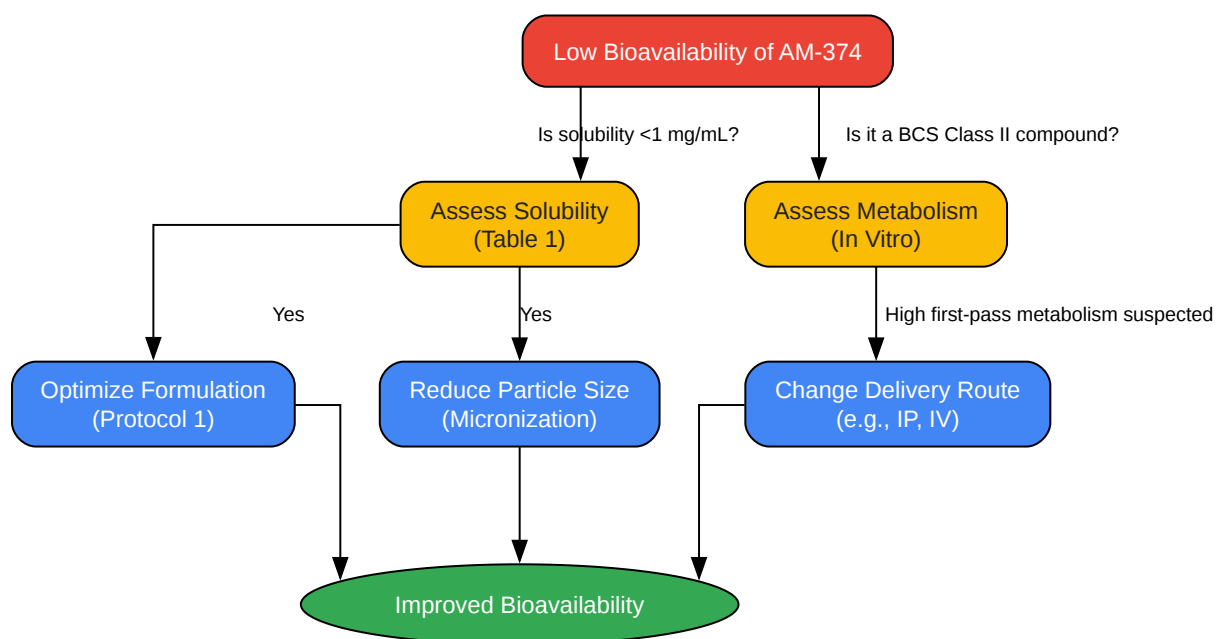 Low Bioavailability of AM-374
Is solubility <1 mg/mL?
Is it a BCS Class II compound?
Assess Solubility
(Table 1)
Assess Metabolism
(In Vitro)
Yes
Yes
High first-pass metabolism suspected
Optimize Formulation
(Protocol 1)
Reduce Particle Size
(Micronization)
Change Delivery Route
(e.g., IP, IV)
Improved Bioavailability